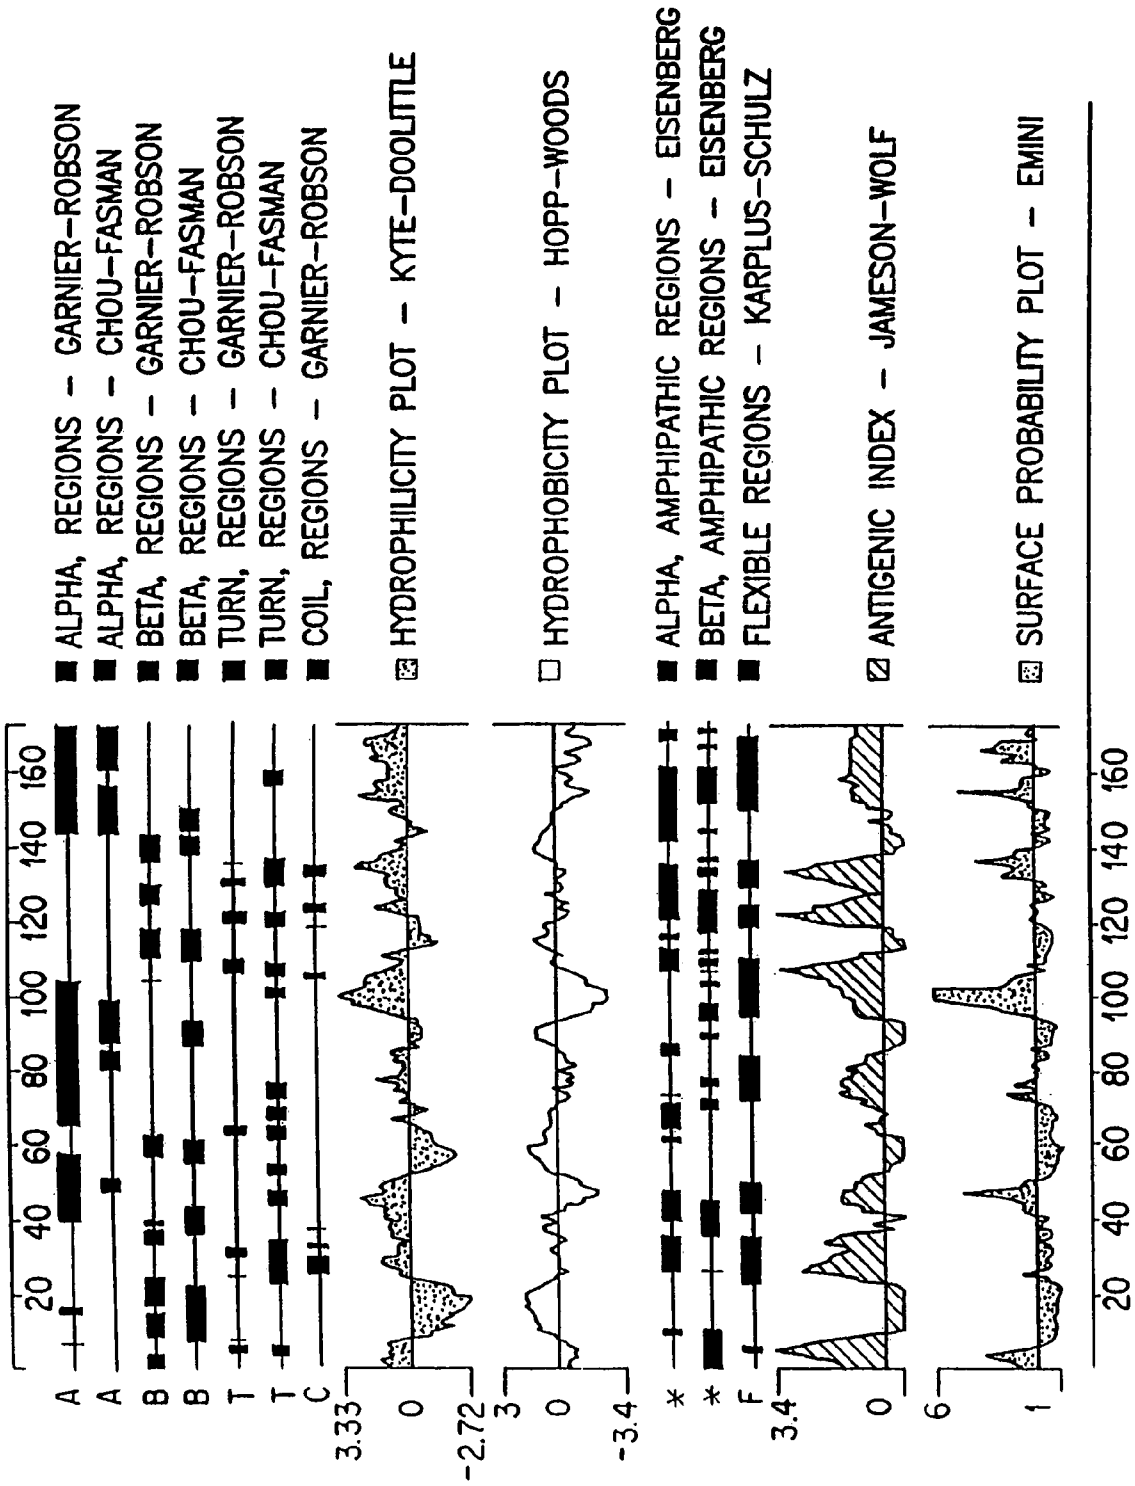 20 40 60 80 100 120 140 160
A ALPHA, REGIONS – GARNIER–ROBSON
A ALPHA, REGIONS – CHOU–FASMAN
B BETA, REGIONS – GARNIER–ROBSON
B BETA, REGIONS – CHOU–FASMAN
T TURN, REGIONS – GARNIER–ROBSON
T TURN, REGIONS – CHOU–FASMAN
C COIL, REGIONS – GARNIER–ROBSON
3.33
0 HYDROPHILICITY PLOT – KYTE–DOOLITTLE
-2.72
3
0 HYDROPHOBICITY PLOT – HOPP–WOODS
-3.4
* ALPHA, AMPHIPATHIC REGIONS – EISENBERG
* BETA, AMPHIPATHIC REGIONS – EISENBERG
F FLEXIBLE REGIONS – KARPLUS–SCHULZ
3.4
ANTIGENIC INDEX – JAMESON–WOLF
0
6
SURFACE PROBABILITY PLOT – EMINI
1
20 40 60 80 100 120 140 160